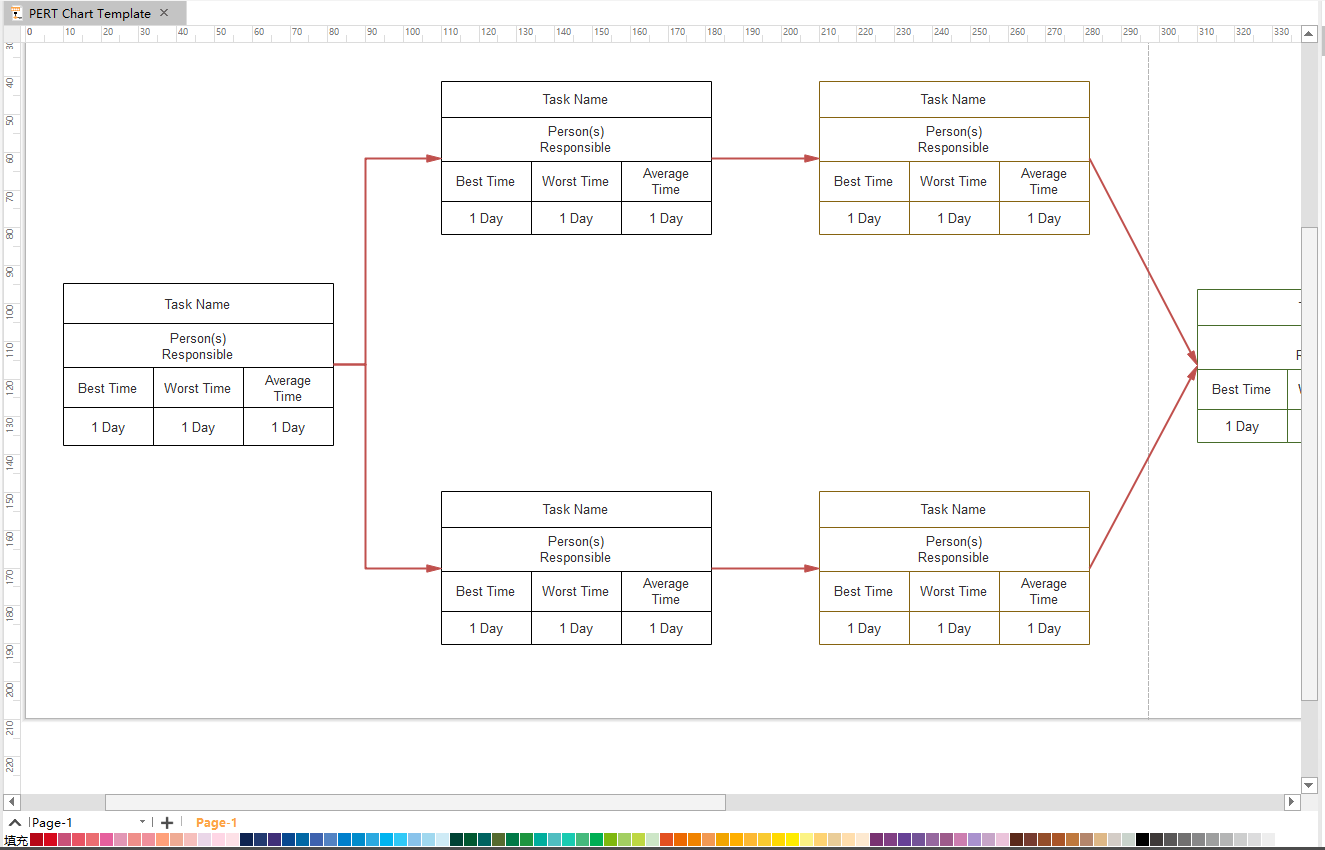 PERT Chart Template
0 10 20 30 40 50 60 70 80 90 100 110 120 130 140 150 160 170 180 190 200 210 220 230 240 250 260 270 280 290 300 310 320 330
30
40
50
60
70
80
90
100
110
120
130
140
150
160
170
180
190
200
210
220
Task Name
Person(s)
Responsible
Best Time Worst Time Average
Time
1 Day 1 Day 1 Day
Task Name
Person(s)
Responsible
Best Time Worst Time Average
Time
1 Day 1 Day 1 Day
Task Name
Person(s)
Responsible
Best Time Worst Time Average
Time
1 Day 1 Day 1 Day
Task Name
Person(s)
Responsible
Best Time Worst Time Average
Time
1 Day 1 Day 1 Day
Task Name
Person(s)
Responsible
Best Time Worst Time Average
Time
1 Day 1 Day 1 Day
Best Time
1 Day
Page-1 Page-1
填充